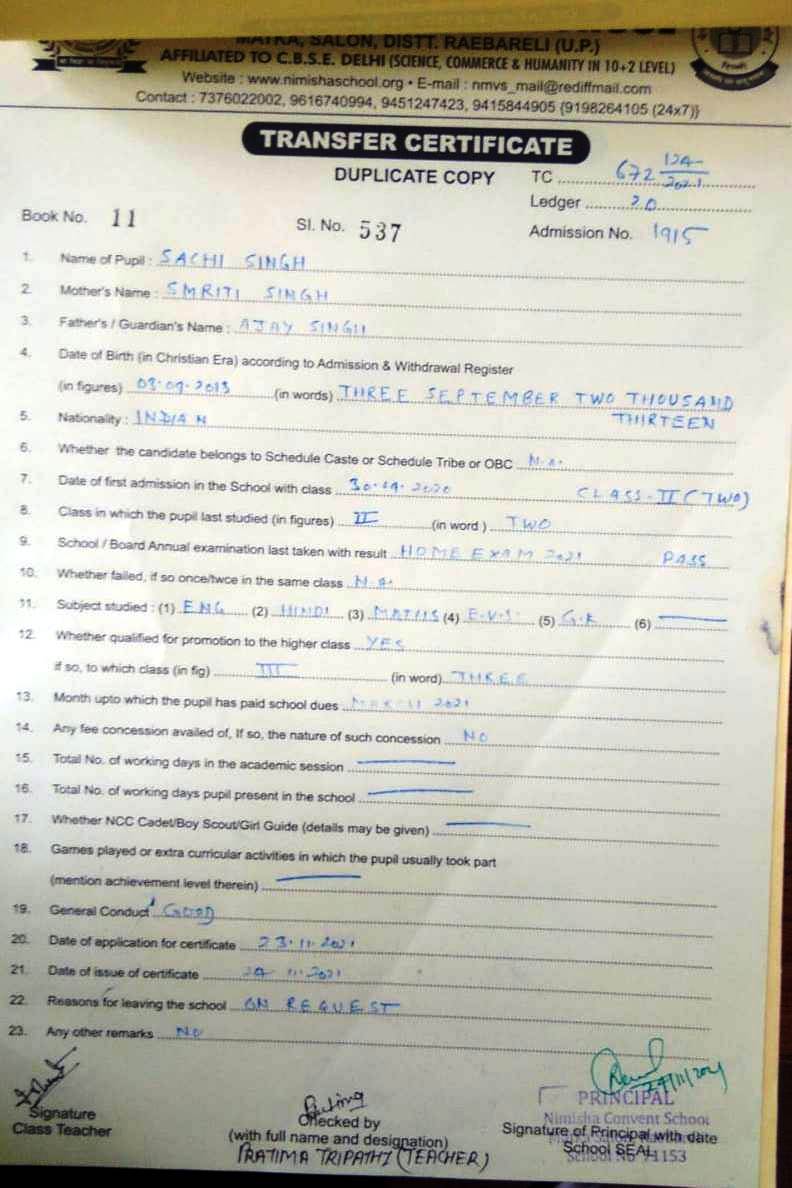 MATKA, SALON, DISTT. RAEBARELI (U.P.)
AFFILIATED TO C.B.S.E. DELHI (SCIENCE, COMMERCE & HUMANITY IN 10+2 LEVEL)
Website : www.nimishaschool.org • E-mail : nmvs_mail@rediffmail.com
Contact : 7376022002, 9616740994, 9451247423, 9415844905 {9198264105 (24x7)}
TRANSFER CERTIFICATE
DUPLICATE COPY TC 672 124 2021
Ledger 20
Book No. 11 Sl. No. 537 Admission No. 1915
1. Name of Pupil : SACHI SINGH
2. Mother's Name : SMRITI SINGH
3. Father's / Guardian's Name : AJAY SINGH
4. Date of Birth (in Christian Era) according to Admission & Withdrawal Register
(in figures) 03.09.2013 (in words) THREE SEPTEMBER TWO THOUSAND
THIRTEEN
5. Nationality : INDIAN
6. Whether the candidate belongs to Schedule Caste or Schedule Tribe or OBC N.A.
7. Date of first admission in the School with class 30.09.2020 CLASS-II (TWO)
8. Class in which the pupil last studied (in figures) II (in word) TWO
9. School / Board Annual examination last taken with result HOME EXAM 2021 PASS
10. Whether failed, if so once/twce in the same class N.A.
11. Subject studied : (1) ENG (2) HINDI (3) MATHS (4) E.V.S. (5) G.K (6)
12. Whether qualified for promotion to the higher class YES
if so, to which class (in fig) III (in word) THREE
13. Month upto which the pupil has paid school dues MARCH 2021
14. Any fee concession availed of, If so, the nature of such concession NO
15. Total No. of working days in the academic session
16. Total No. of working days pupil present in the school
17. Whether NCC Cadet/Boy Scout/Girl Guide (details may be given)
18. Games played or extra curricular activities in which the pupil usually took part
(mention achievement level therein)
19. General Conduct GOOD
20. Date of application for certificate 23.11.2021
21. Date of issue of certificate 24 11.2021
22. Reasons for leaving the school ON REQUEST
23. Any other remarks NO
24/11/2021
PRINCIPAL
Signature Checked by Nimisha Convent School
Class Teacher (with full name and designation) Signature of Principal with date
PRATIMA TRIPATHI (TEACHER) School SEAL
School No 71153